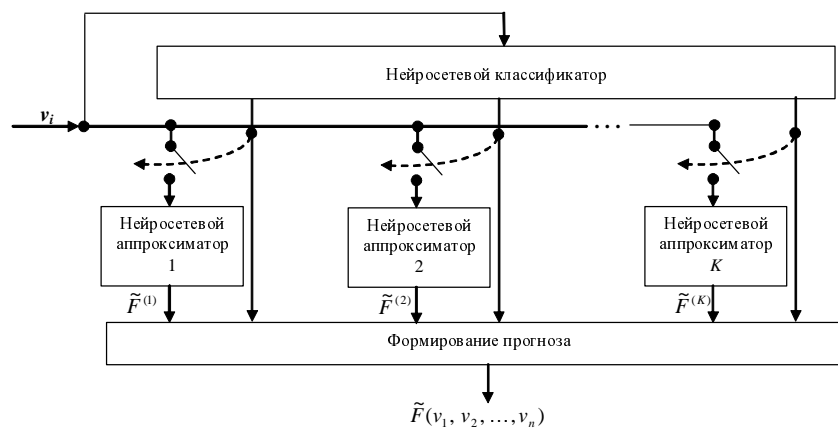 Нейросетевой классификатор
v_i
...
Нейросетевой
аппроксиматор
1
Нейросетевой
аппроксиматор
2
Нейросетевой
аппроксиматор
K
F̃^(1)
F̃^(2)
F̃^(K)
Формирование прогноза
F̃(v_1, v_2, ..., v_n)